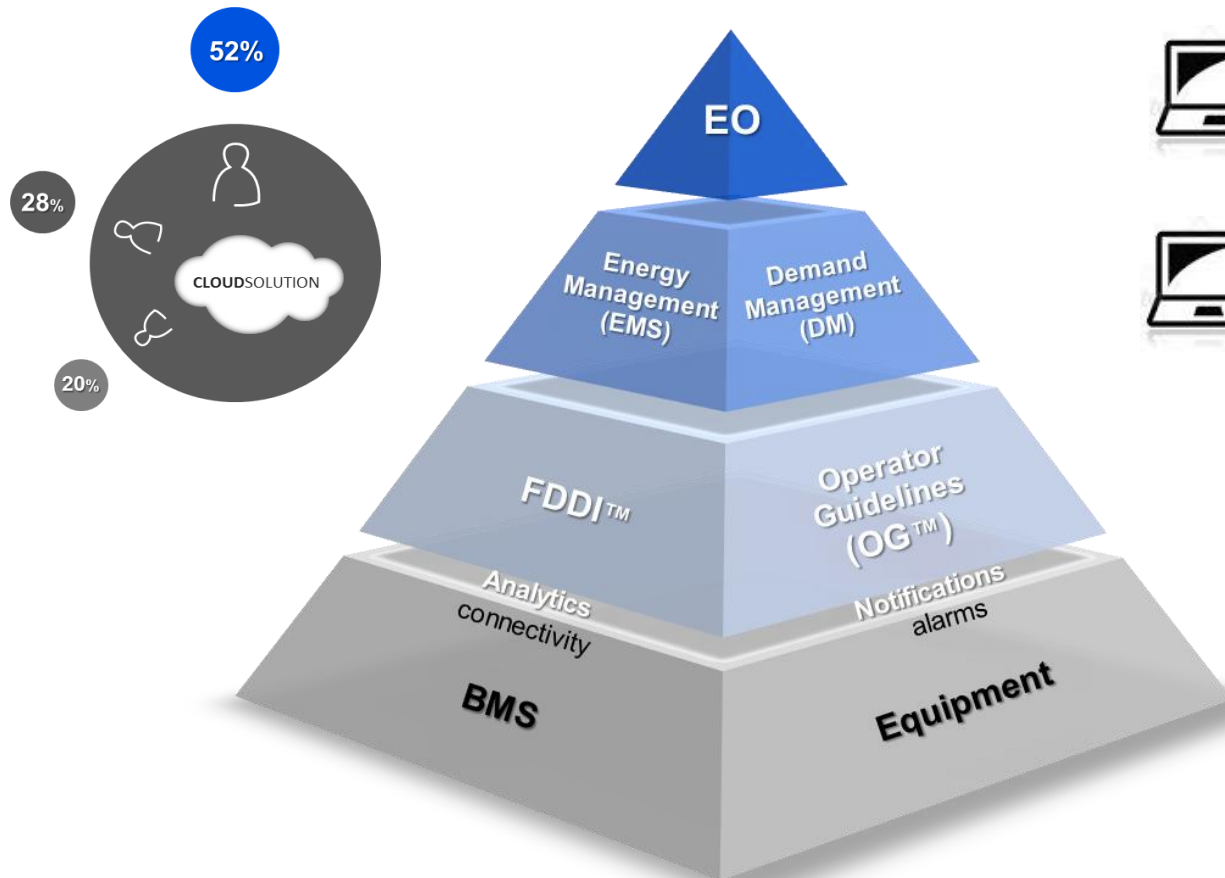 52%
28%
CLOUDSOLUTION
20%
EO
Energy
Management
(EMS)
Demand
Management
(DM)
FDDI™
Operator
Guidelines
(OG™)
Analytics
connectivity
Notifications
alarms
BMS
Equipment